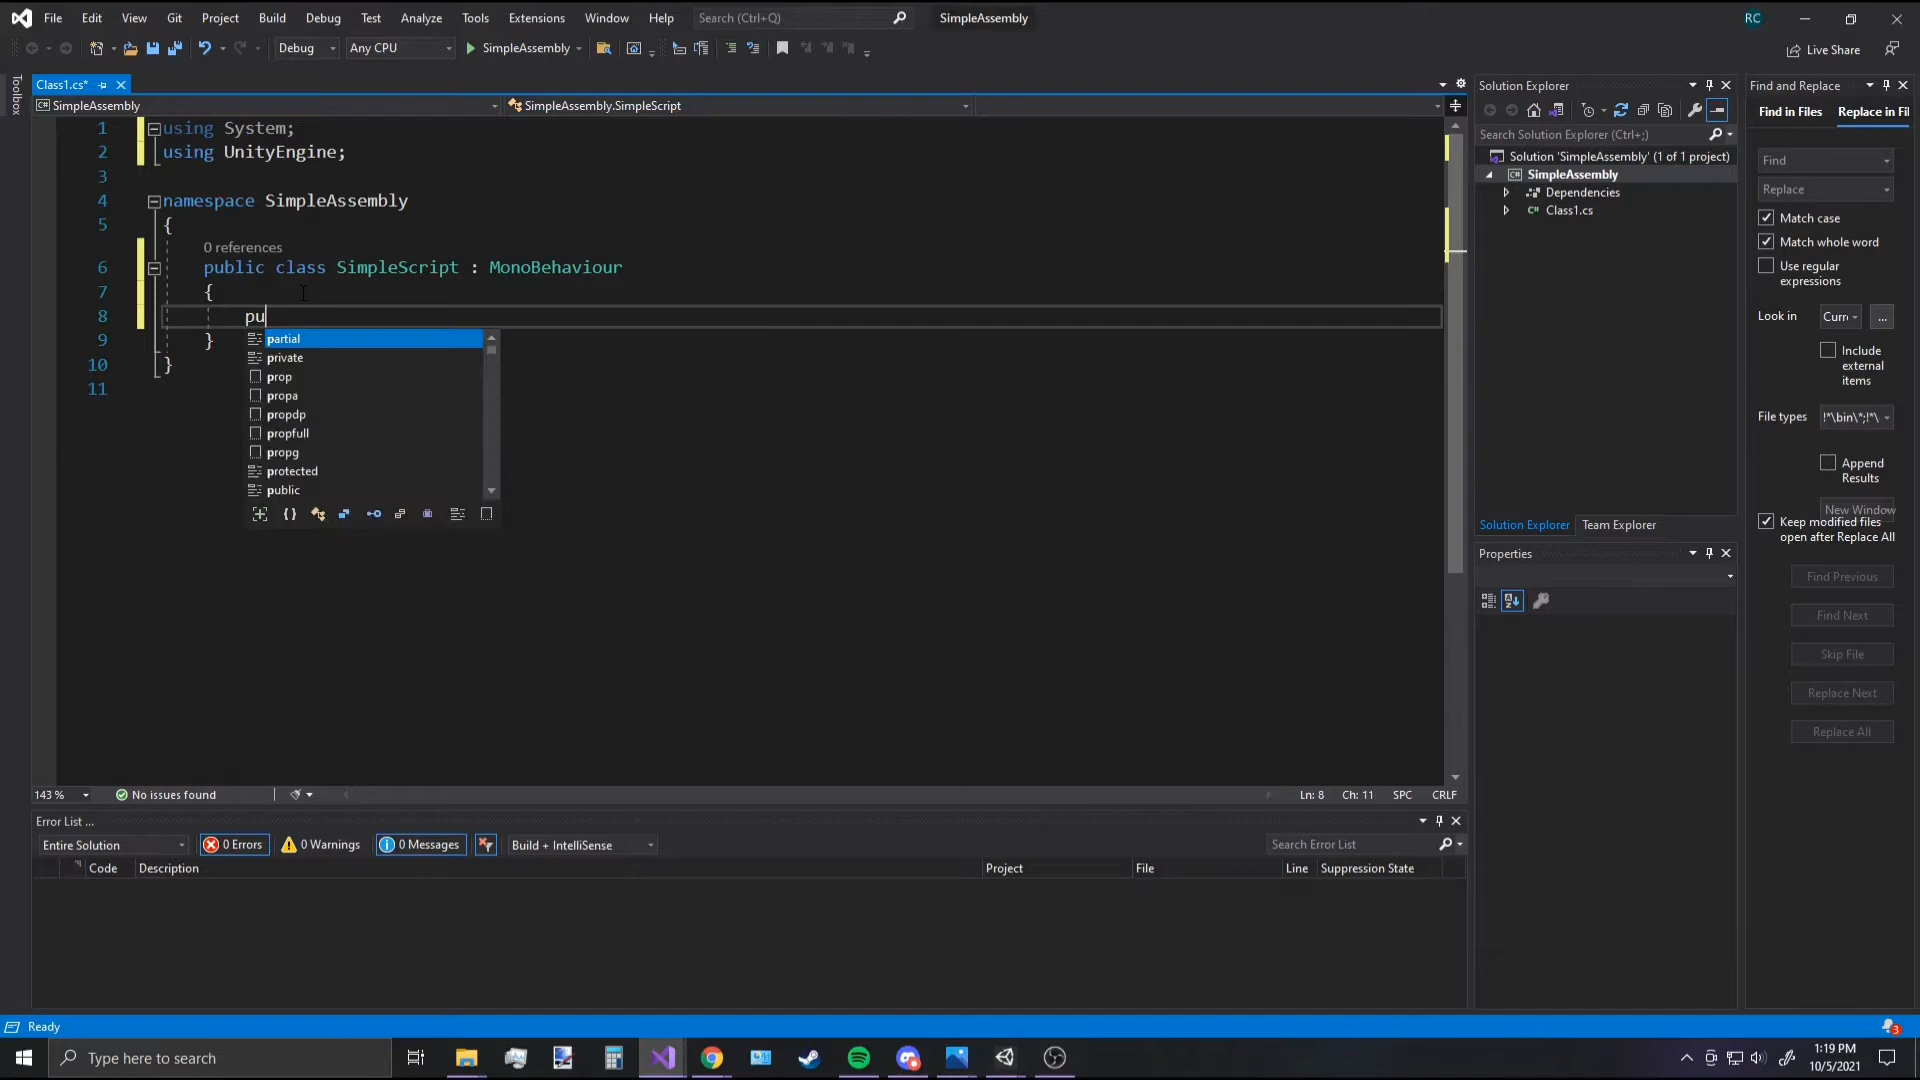 File Edit View Git Project Build Debug Test Analyze Tools Extensions Window Help Search (Ctrl+Q) SimpleAssembly RC
Debug Any CPU SimpleAssembly Live Share
Toolbox
Class1.cs*
SimpleAssembly SimpleAssembly.SimpleScript
1 using System;
2 using UnityEngine;
3
4 namespace SimpleAssembly
5 {
0 references
6 public class SimpleScript : MonoBehaviour
7 {
8 pu
9 }
10 }
11
partial
private
prop
propa
propdp
propfull
propg
protected
public
143 % No issues found Ln: 8 Ch: 11 SPC CRLF
Error List ...
Entire Solution 0 Errors 0 Warnings 0 Messages Build + IntelliSense Search Error List
Code Description Project File Line Suppression State
Solution Explorer
Search Solution Explorer (Ctrl+;)
Solution 'SimpleAssembly' (1 of 1 project)
SimpleAssembly
Dependencies
C# Class1.cs
Solution Explorer Team Explorer
Properties
Find and Replace
Find in Files Replace in Fil
Find
Replace
Match case
Match whole word
Use regular
expressions
Look in Curre ...
Include
external
items
File types !*\bin\*;!*\
Append
Results
New Window
Keep modified files
open after Replace All
Find Previous
Find Next
Skip File
Replace Next
Replace All
Ready 3
Type here to search
1:19 PM
10/5/2021